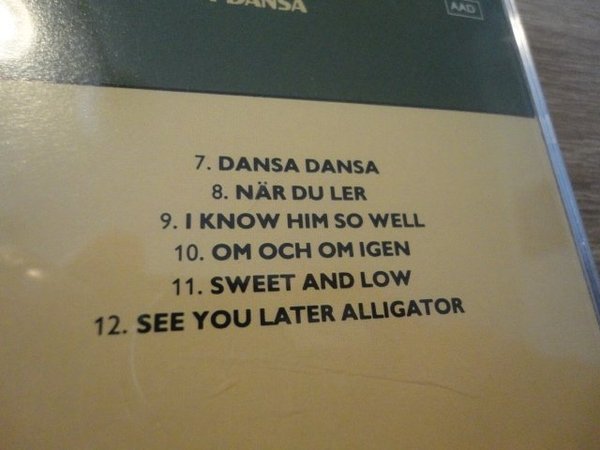 DANSA
AAD
7. DANSA DANSA
8. NÄR DU LER
9. I KNOW HIM SO WELL
10. OM OCH OM IGEN
11. SWEET AND LOW
12. SEE YOU LATER ALLIGATOR